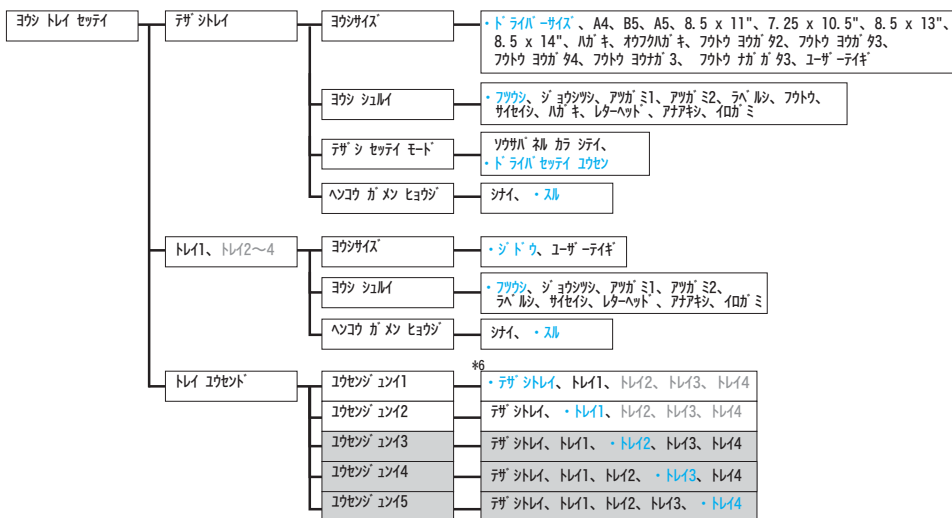 ヨウシ トレイ セッテイ
テザシトレイ
ヨウシサイズ
・ドライバーサイズ、A4、B5、A5、8.5 x 11"、7.25 x 10.5"、8.5 x 13"、
8.5 x 14"、ハガキ、オウフクハガキ、フウトウ ヨウガタ2、フウトウ ヨウガタ3、
フウトウ ヨウガタ4、フウトウ ヨウナガ3、 フウトウ ナガガタ3、ユーザーテイギ
ヨウシ シュルイ
・フツウシ、ジョウシツシ、アツガミ1、アツガミ2、ラベルシ、フウトウ、
サイセイシ、ハガキ、レターヘッド、アナアキシ、イロガミ
テザシ セッテイ モード
ソウサパネル カラ シテイ、
・ドライバセッテイ ユウセン
ヘンコウ ガメン ヒョウジ
シナイ、・スル
トレイ1、トレイ2〜4
ヨウシサイズ
・ジドウ、ユーザーテイギ
ヨウシ シュルイ
・フツウシ、ジョウシツシ、アツガミ1、アツガミ2、
ラベルシ、サイセイシ、レターヘッド、アナアキシ、イロガミ
ヘンコウ ガメン ヒョウジ
シナイ、・スル
トレイ ユウセンド
*6
ユウセンジュン1
・テザシトレイ、トレイ1、トレイ2、トレイ3、トレイ4
ユウセンジュン2
テザシトレイ、・トレイ1、トレイ2、トレイ3、トレイ4
ユウセンジュン3
テザシトレイ、トレイ1、・トレイ2、トレイ3、トレイ4
ユウセンジュン4
テザシトレイ、トレイ1、トレイ2、・トレイ3、トレイ4
ユウセンジュン5
テザシトレイ、トレイ1、トレイ2、トレイ3、・トレイ4